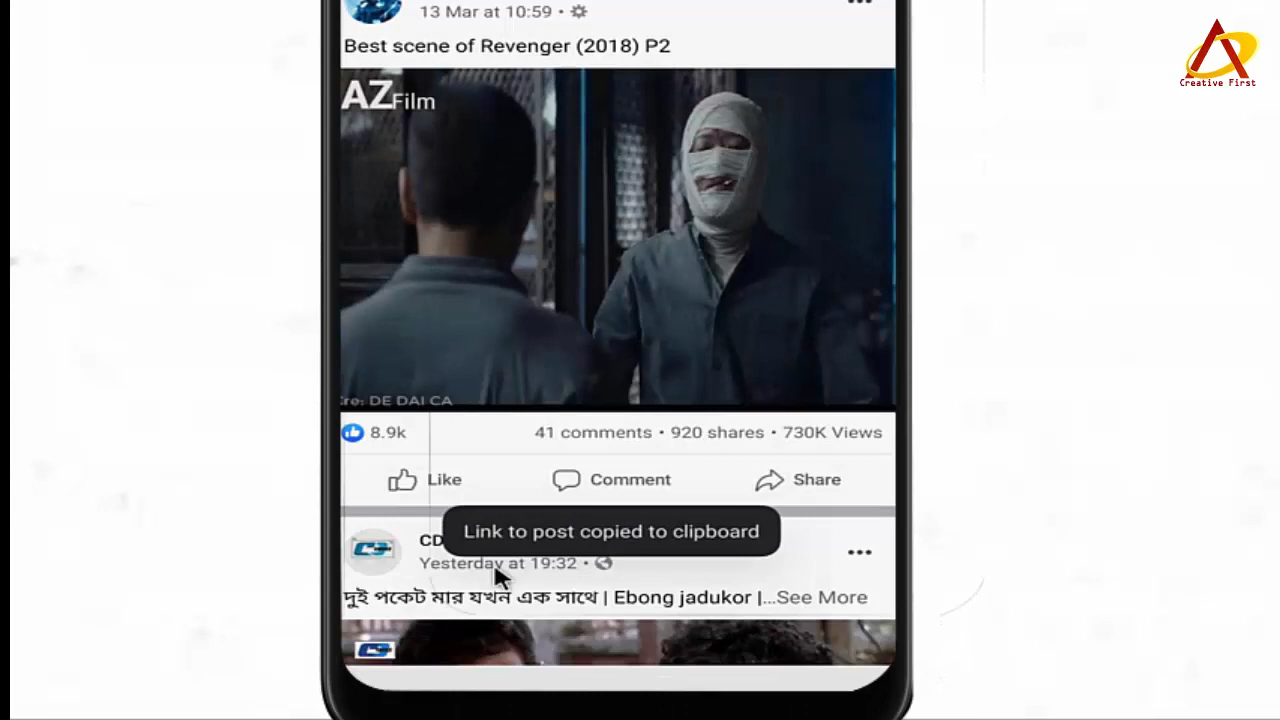 13 Mar at 10:59 •
Creative First
Best scene of Revenger (2018) P2
AZ Film
Cre: DE DAI CA
8.9k
41 comments • 920 shares • 730K Views
Like
Comment
Share
Link to post copied to clipboard
CD
Yesterday at 19:32 •
দুই পকেট মার যখন এক সাথে | Ebong jadukor |...See More